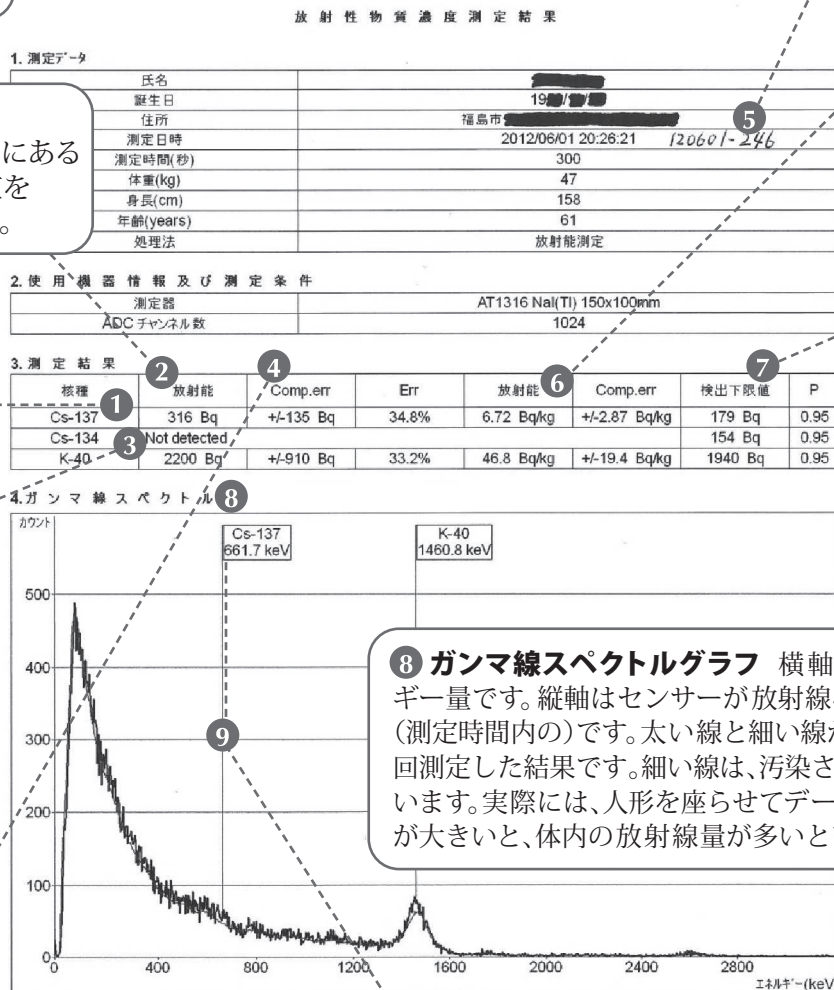 放射性物質濃度測定結果
1. 測定データ
氏名
誕生日 19
住所 福島市
測定日時 2012/06/01 20:26:21 120601-246
5
測定時間(秒) 300
体重(kg) 47
身長(cm) 158
年齢(years) 61
処理法 放射能測定
にある
を
。
2. 使用機器情報及び測定条件
測定器 AT1316 NaI(Tl) 150x100mm
ADCチャンネル数 1024
3. 測定結果
2 4 6 7
核種 放射能 Comp.err Err 放射能 Comp.err 検出下限値 P
1
Cs-137 316 Bq +/-135 Bq 34.8% 6.72 Bq/kg +/-2.87 Bq/kg 179 Bq 0.95
3
Cs-134 Not detected 154 Bq 0.95
K-40 2200 Bq +/-910 Bq 33.2% 46.8 Bq/kg +/-19.4 Bq/kg 1940 Bq 0.95
4.ガンマ線スペクトル 8
カウント
Cs-137
661.7 keV
K-40
1460.8 keV
500
400
300
200
100
0
9
8 ガンマ線スペクトルグラフ 横軸
ギー量です。縦軸はセンサーが放射線
(測定時間内の)です。太い線と細い線
回測定した結果です。細い線は、汚染さ
います。実際には、人形を座らせてデー
が大きいと、体内の放射線量が多いと
0 400 800 1200 1600 2000 2400 2800
エネルギー(keV